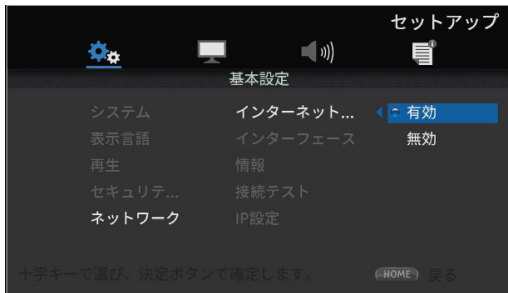 セットアップ
基本設定
システム
インターネット...
有効
表示言語
インターフェース
無効
再生
情報
セキュリテ...
接続テスト
ネットワーク
IP設定
十字キーで選び、決定ボタンで確定します。
HOME 戻る